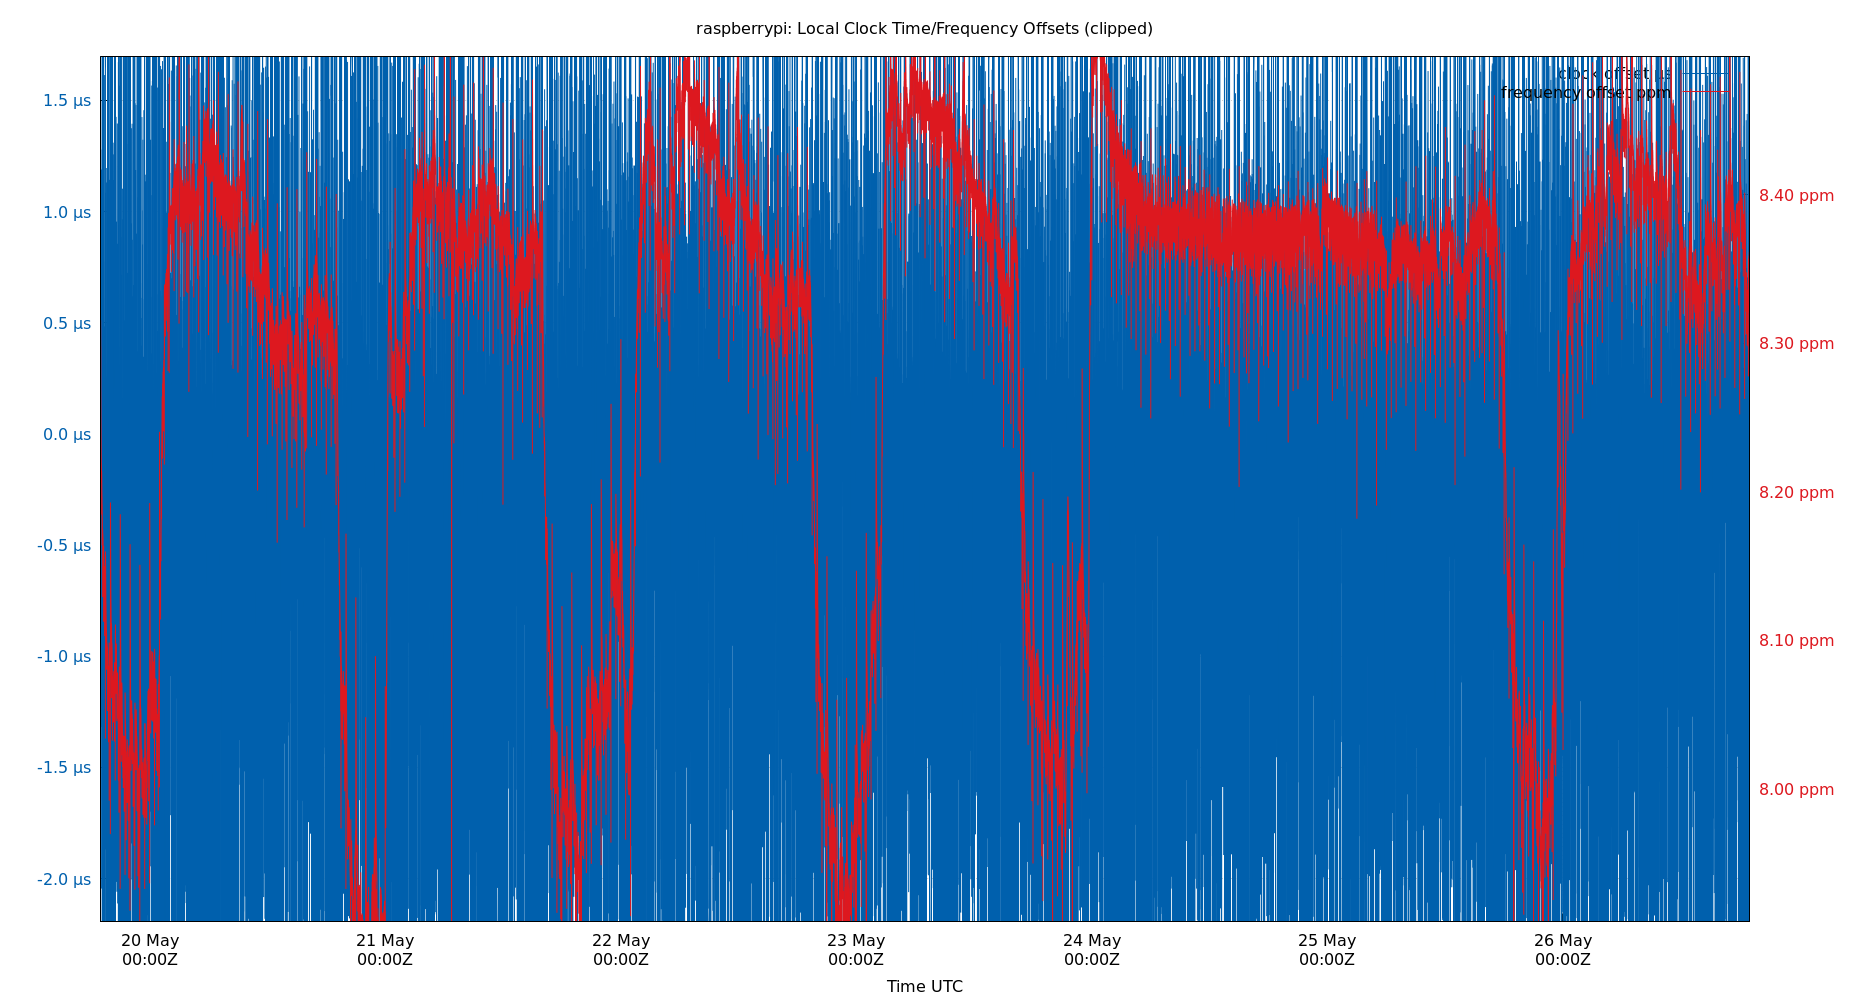 raspberrypi: Local Clock Time/Frequency Offsets (clipped)
clock offset µs
frequency offset ppm
1.5 µs
1.0 µs
0.5 µs
0.0 µs
-0.5 µs
-1.0 µs
-1.5 µs
-2.0 µs
8.40 ppm
8.30 ppm
8.20 ppm
8.10 ppm
8.00 ppm
20 May 21 May 22 May 23 May 24 May 25 May 26 May
00:00Z 00:00Z 00:00Z 00:00Z 00:00Z 00:00Z 00:00Z
Time UTC